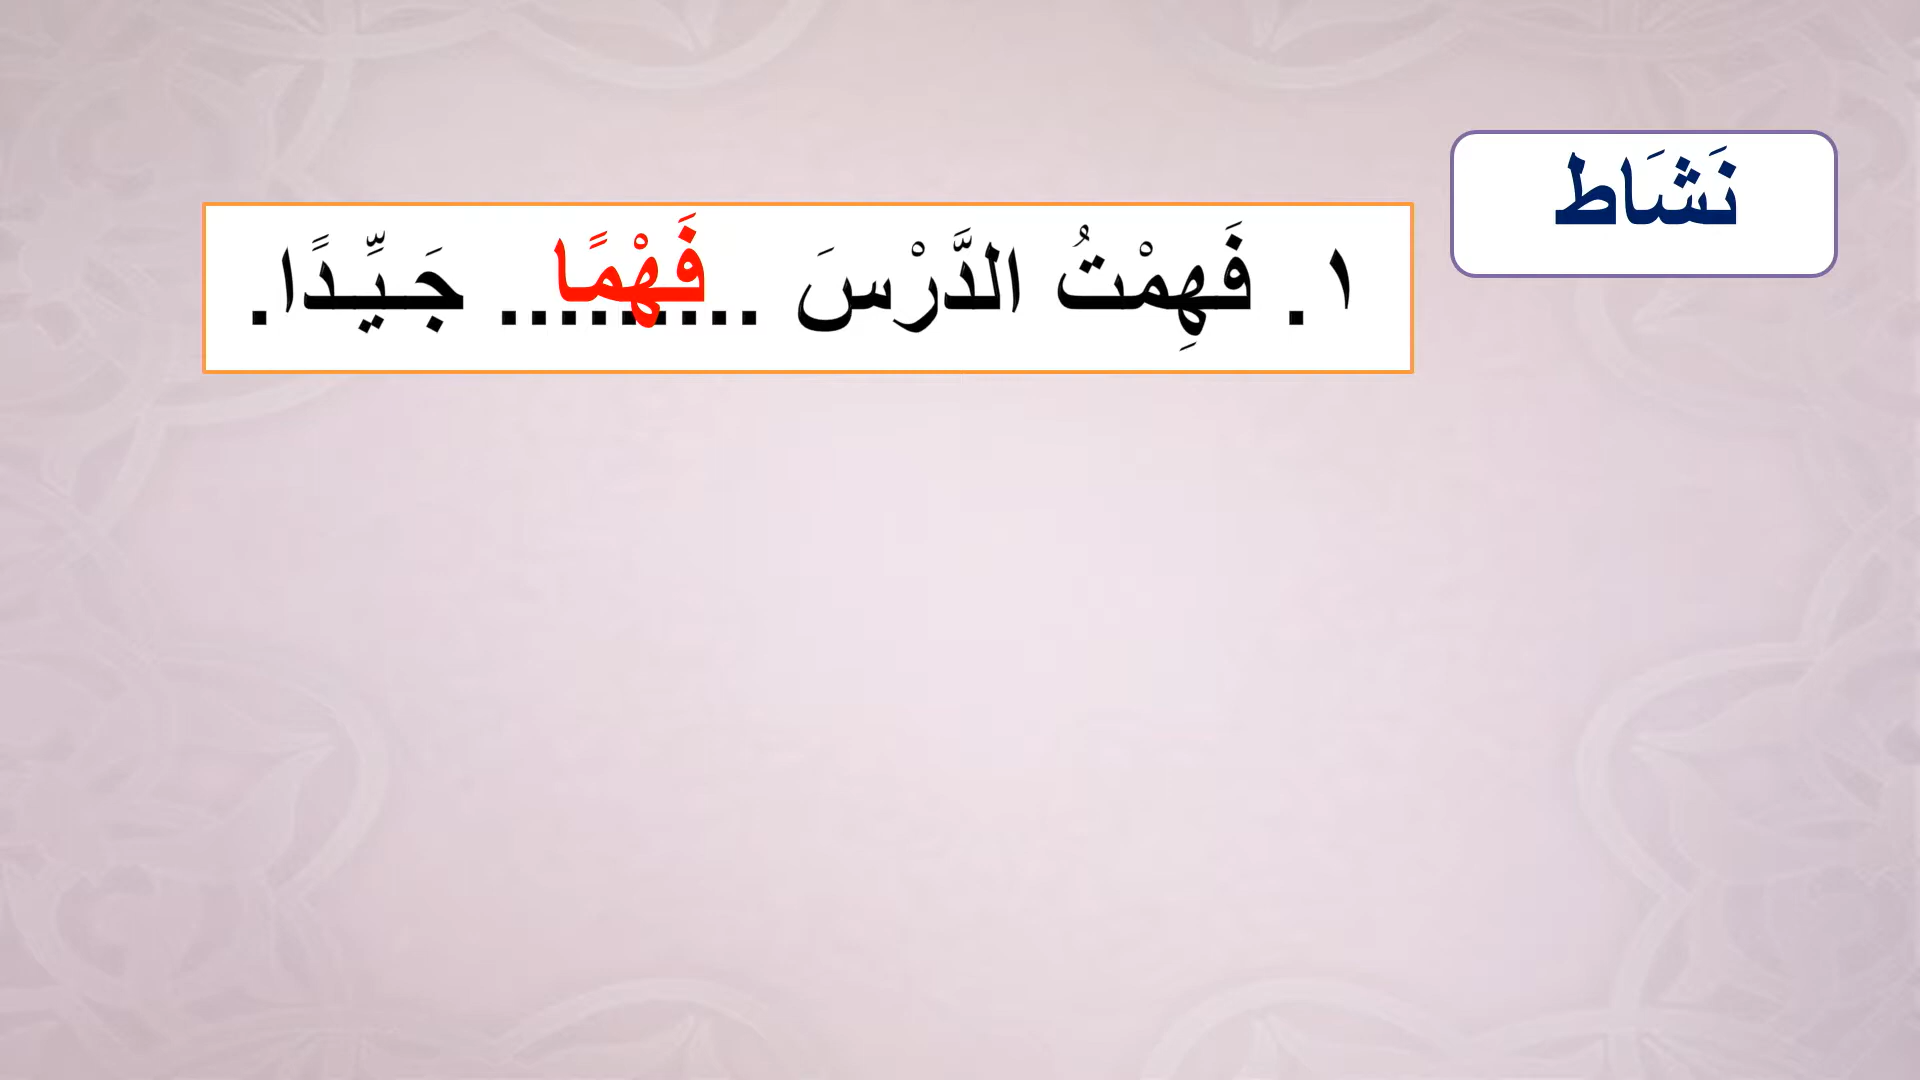 نَشَاط
١. فَهِمْتُ الدَّرْسَ ...فَهْمًا... جَيِّدًا.